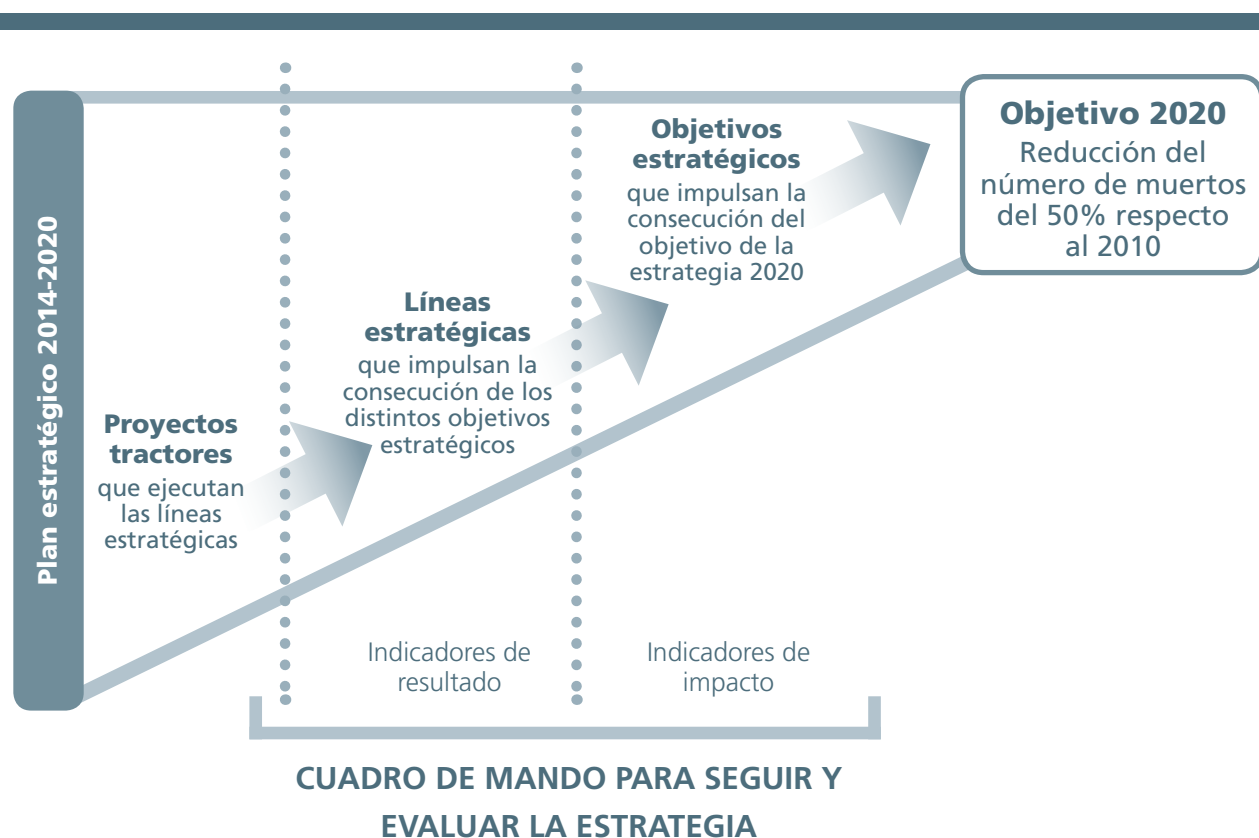 Plan estratégico 2014-2020
Proyectos
tractores
que ejecutan
las líneas
estratégicas
Líneas
estratégicas
que impulsan la
consecución de los
distintos objetivos
estratégicos
Objetivos
estratégicos
que impulsan la
consecución del
objetivo de la
estrategia 2020
Objetivo 2020
Reducción del
número de muertos
del 50% respecto
al 2010
Indicadores de
resultado
Indicadores de
impacto
CUADRO DE MANDO PARA SEGUIR Y
EVALUAR LA ESTRATEGIA